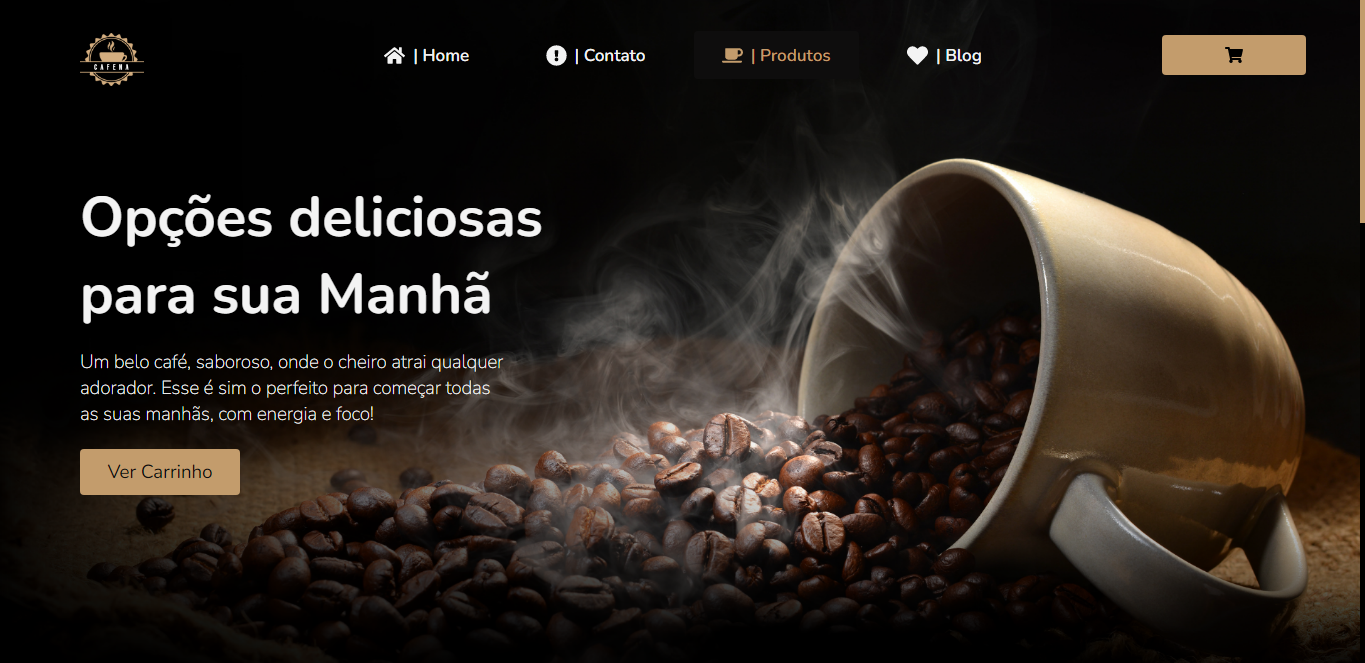 CAFENA
| Home
| Contato
| Produtos
| Blog
Opções deliciosas
para sua Manhã
Um belo café, saboroso, onde o cheiro atrai qualquer
adorador. Esse é sim o perfeito para começar todas
as suas manhãs, com energia e foco!
Ver Carrinho